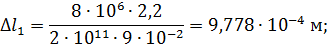 Δl₁ = (8 · 10⁶ · 2,2) / (2 · 10¹¹ · 9 · 10⁻²) = 9,778 · 10⁻⁴ м;